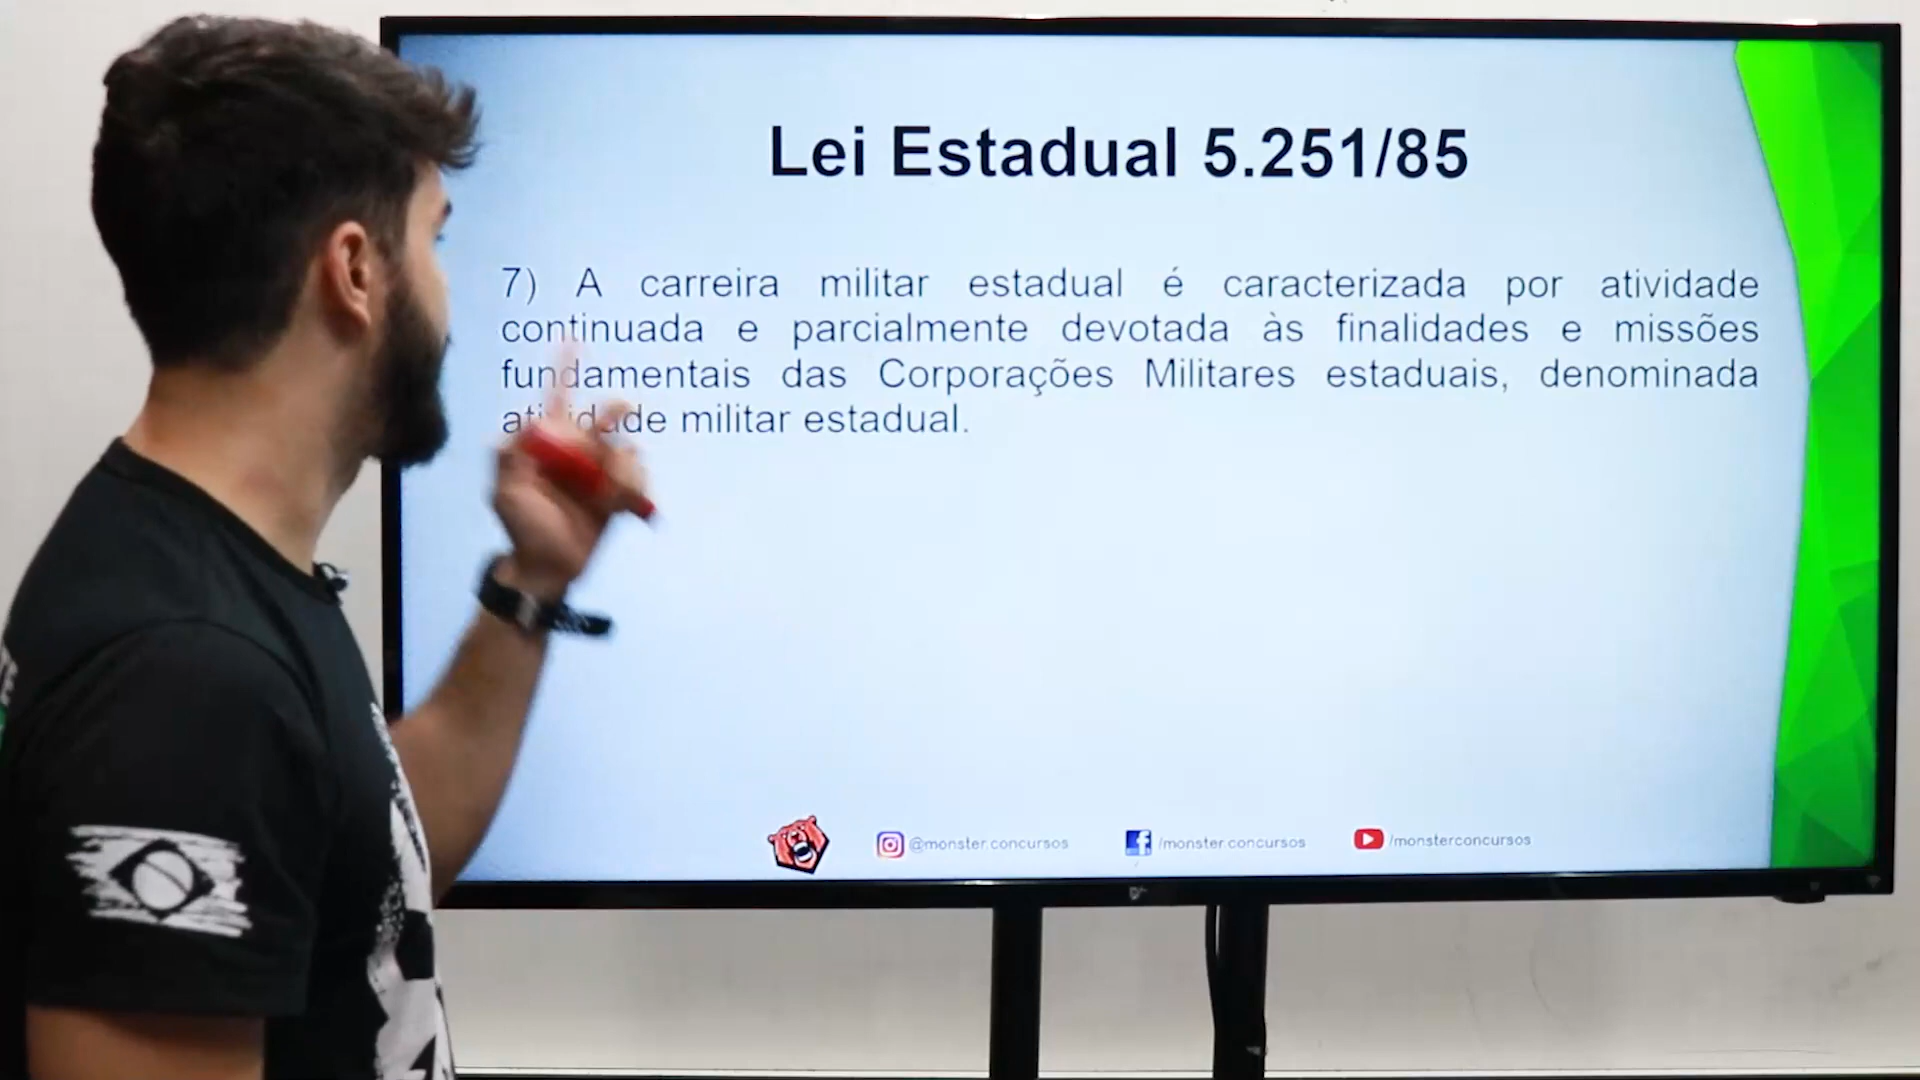 Lei Estadual 5.251/85
7) A carreira militar estadual é caracterizada por atividade
continuada e parcialmente devotada às finalidades e missões
fundamentais das Corporações Militares estaduais, denominada
atividade militar estadual.
@monster.concursos
/monster.concursos
/monsterconcursos